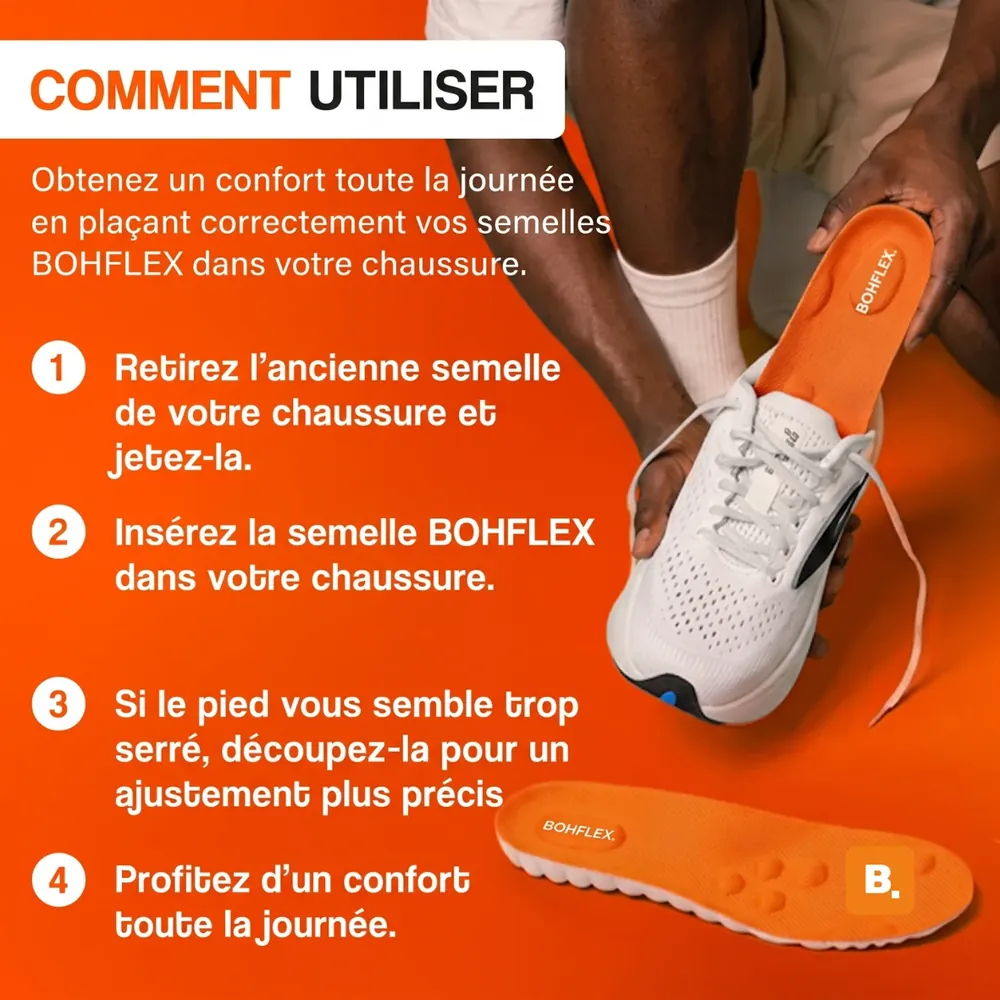 COMMENT UTILISER
Obtenez un confort toute la journée
en plaçant correctement vos semelles
BOHFLEX dans votre chaussure.
1
Retirez l'ancienne semelle
de votre chaussure et
jetez-la.
2
Insérez la semelle BOHFLEX
dans votre chaussure.
3
Si le pied vous semble trop
serré, découpez-la pour un
ajustement plus précis
4
Profitez d'un confort
toute la journée.
BOHFLEX.
BOHFLEX.
B.